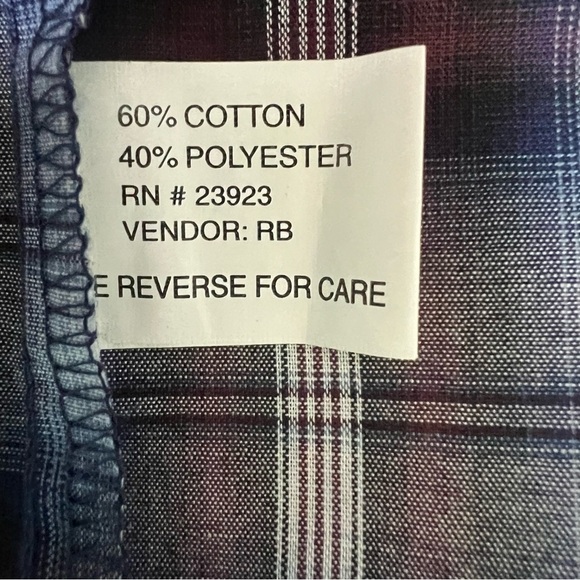 60% COTTON
40% POLYESTER
RN # 23923
VENDOR: RB
E REVERSE FOR CARE